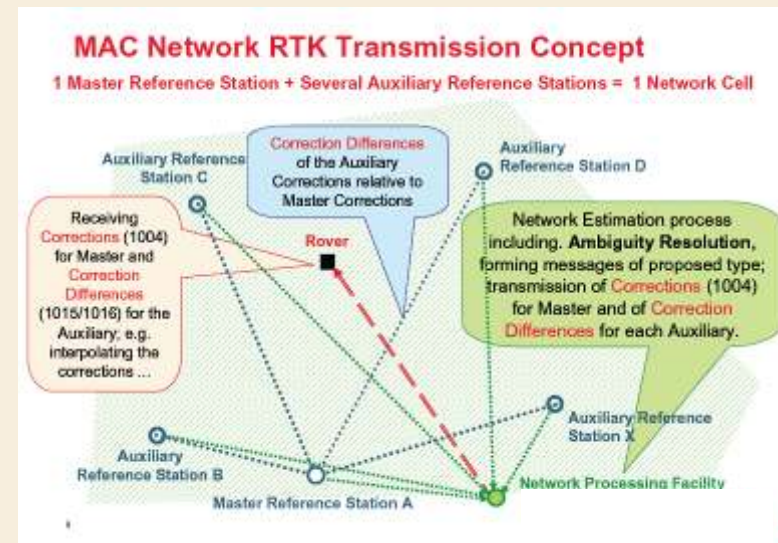 MAC Network RTK Transmission Concept
1 Master Reference Station + Several Auxiliary Reference Stations = 1 Network Cell
Auxiliary Reference
Station C
Correction Differences
of the Auxiliary
Corrections relative to
Master Corrections
Auxiliary
Reference Station D
Receiving
Corrections (1004)
for Master and
Correction
Differences
(1015/1016) for the
Auxiliary; e.g.
interpolating the
corrections ...
Rover
Network Estimation process
including. Ambiguity Resolution,
forming messages of proposed type;
transmission of Corrections (1004)
for Master and of Correction
Differences for each Auxiliary.
Auxiliary
Reference Station B
Master Reference Station A
Auxiliary Reference
Station X
Network Processing Facility